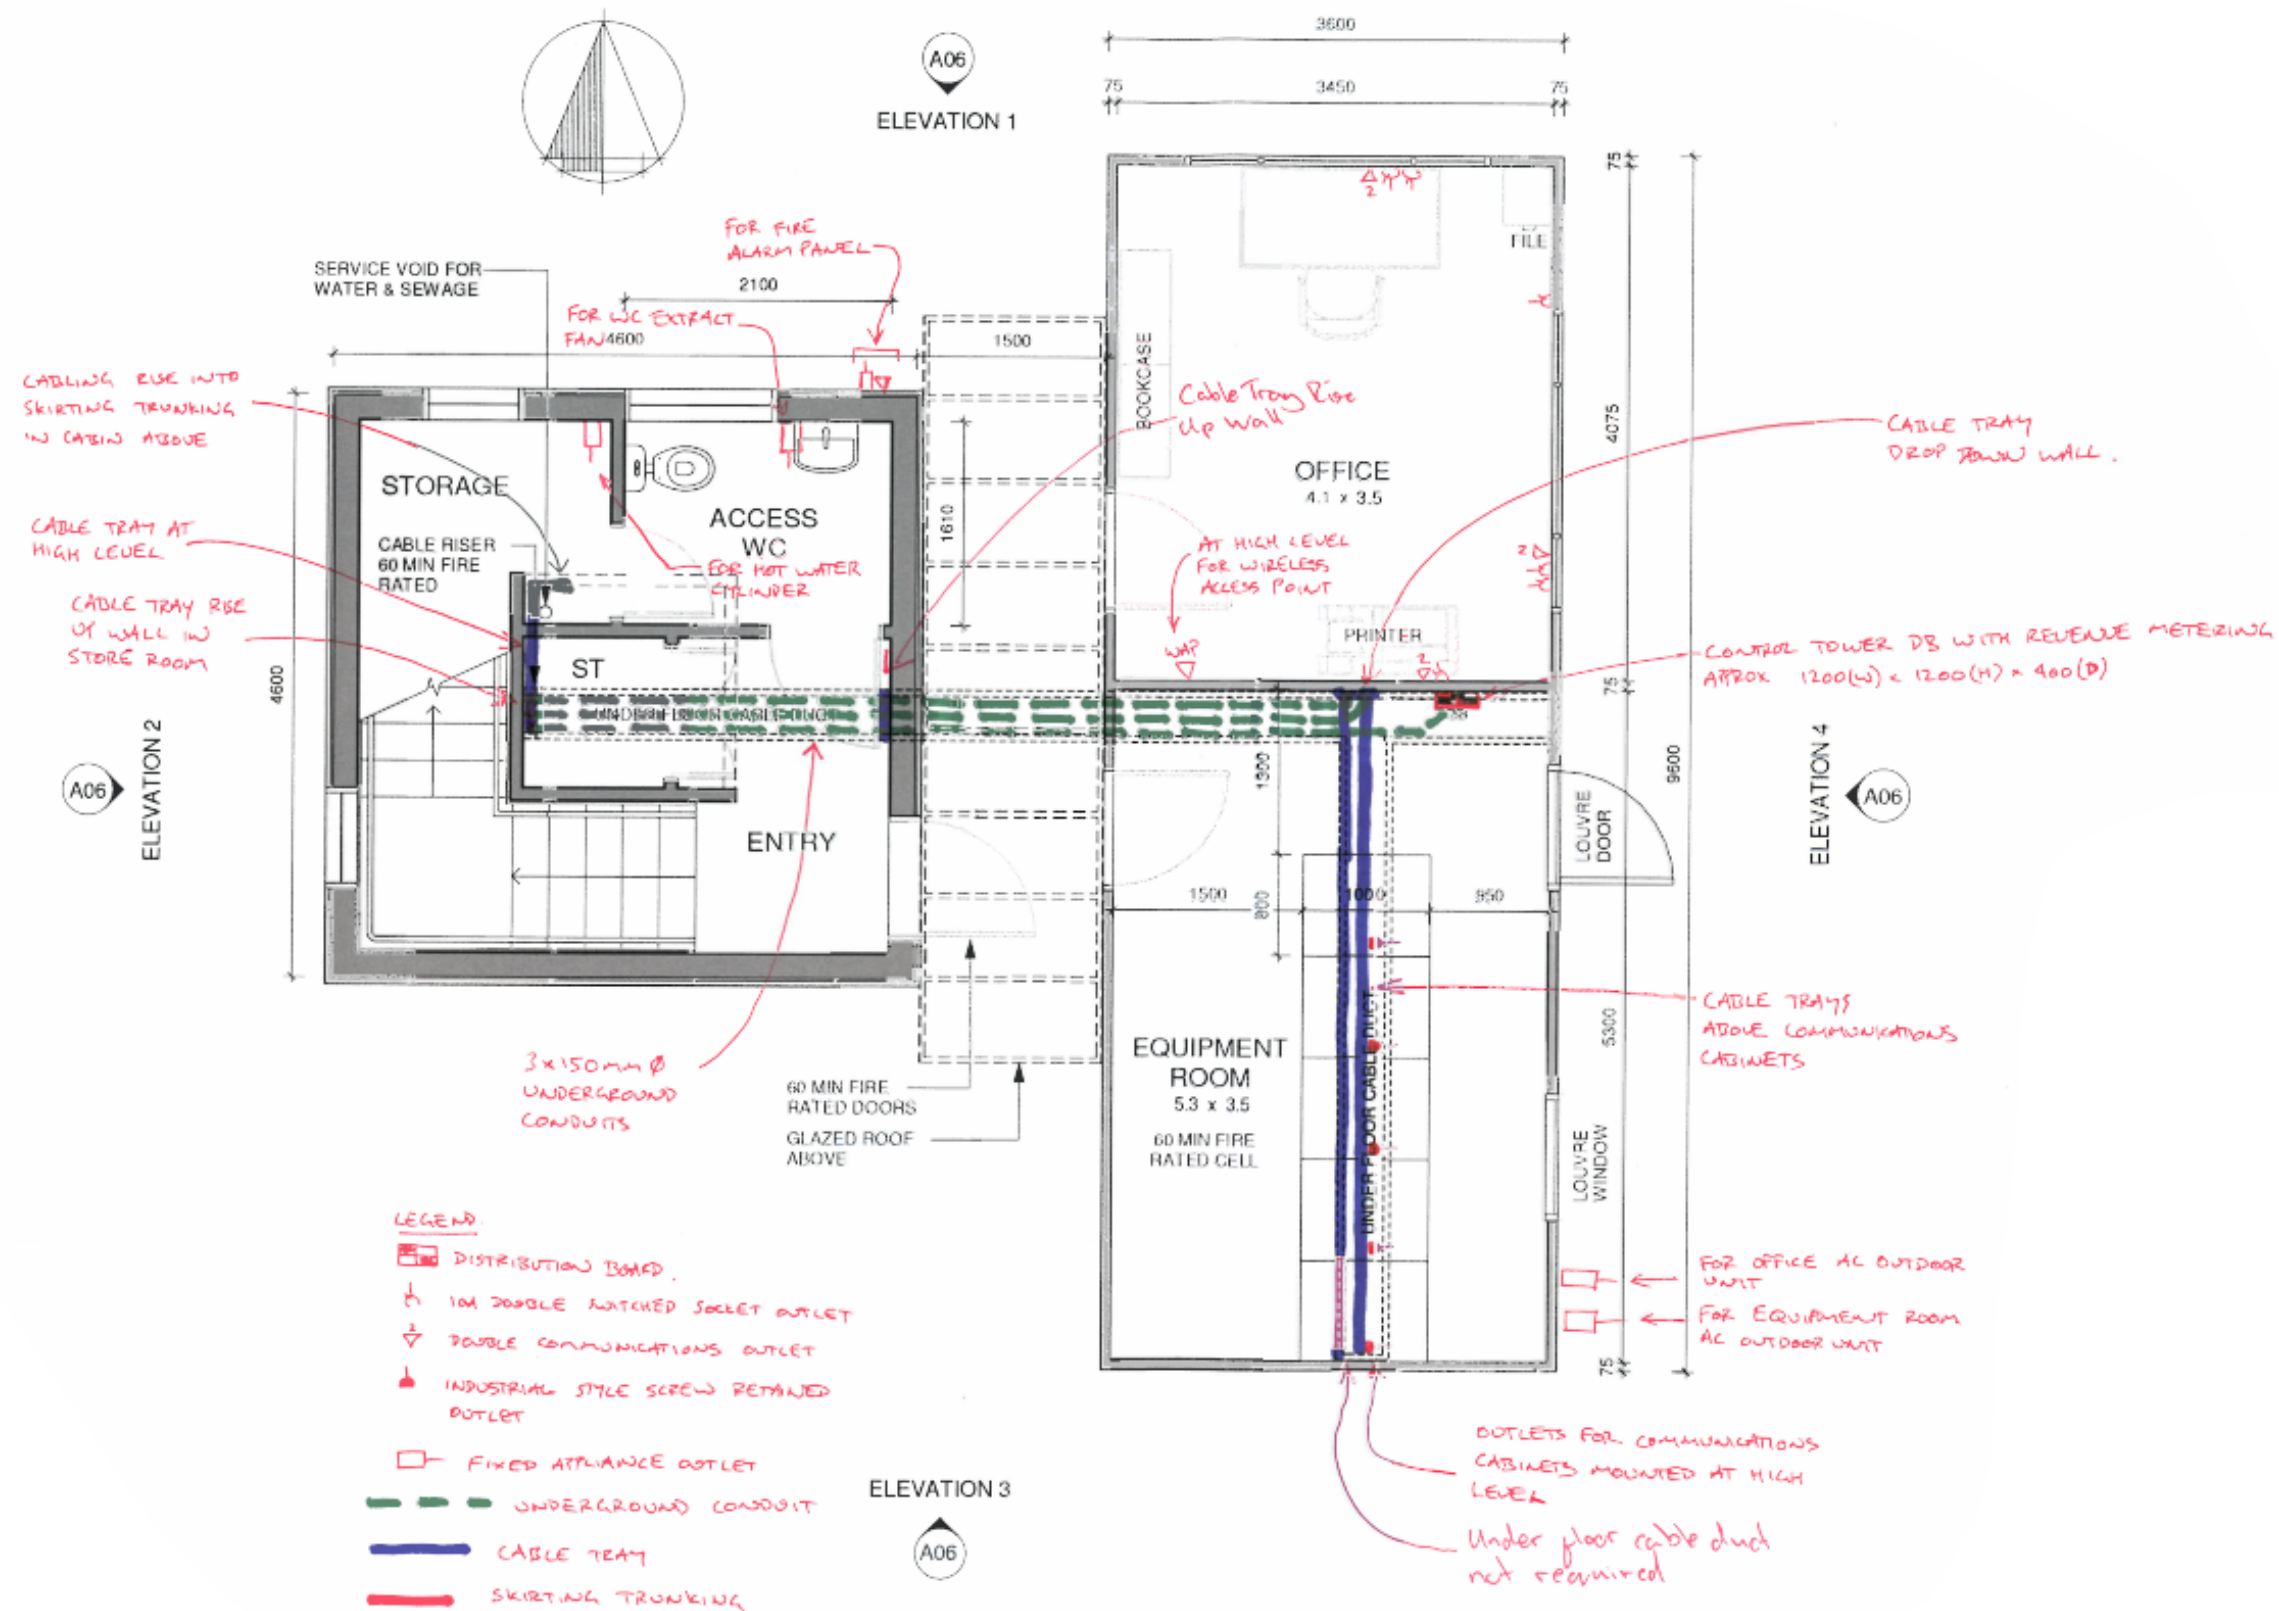 3600
A06
75
3450
75
ELEVATION 1
75
2
FOR FIRE
ALARM PANEL
FILE
SERVICE VOID FOR
WATER & SEWAGE
2100
FOR WC EXTRACT
FAN
4600
1500
BOOKCASE
CABLING RISE INTO
SKIRTING TRUNKING
IN CABIN ABOVE
Cable Tray Rise
Up Wall
4075
CABLE TRAY
DROP DOWN WALL.
STORAGE
OFFICE
4.1 x 3.5
ACCESS
WC
1610
CABLE TRAY AT
HIGH LEVEL
CABLE RISER
60 MIN FIRE
RATED
AT HIGH LEVEL
FOR WIRELESS
ACCESS POINT
2
FOR HOT WATER
CYLINDER
CABLE TRAY RISE
UP WALL IN
STORE ROOM
PRINTER
WAP
2
CONTROL TOWER DB WITH REVENUE METERING
APPROX 1200(W) x 1200(H) x 400(D)
ST
4600
75
UNDER FLOOR CABLE DUCT
1300
9600
A06
ELEVATION 2
ELEVATION 4
A06
LOUVRE
DOOR
ENTRY
1500
1000
950
800
CABLE TRAYS
ABOVE COMMUNICATIONS
CABINETS
5300
EQUIPMENT
ROOM
5.3 x 3.5
60 MIN FIRE
RATED CELL
UNDER FLOOR CABLE DUCT
3x150mm Ø
UNDERGROUND
CONDUITS
60 MIN FIRE
RATED DOORS
GLAZED ROOF
ABOVE
LOUVRE
WINDOW
LEGEND.
DISTRIBUTION BOARD.
10A DOUBLE SWITCHED SOCKET OUTLET
2
DOUBLE COMMUNICATIONS OUTLET
INDUSTRIAL STYLE SCREW RETAINED
OUTLET
FIXED APPLIANCE OUTLET
UNDERGROUND CONDUIT
CABLE TRAY
SKIRTING TRUNKING
FOR OFFICE AC OUTDOOR
UNIT
FOR EQUIPMENT ROOM
AC OUTDOOR UNIT
75
OUTLETS FOR COMMUNICATIONS
CABINETS MOUNTED AT HIGH
LEVEL
Under floor cable duct
not required
ELEVATION 3
A06